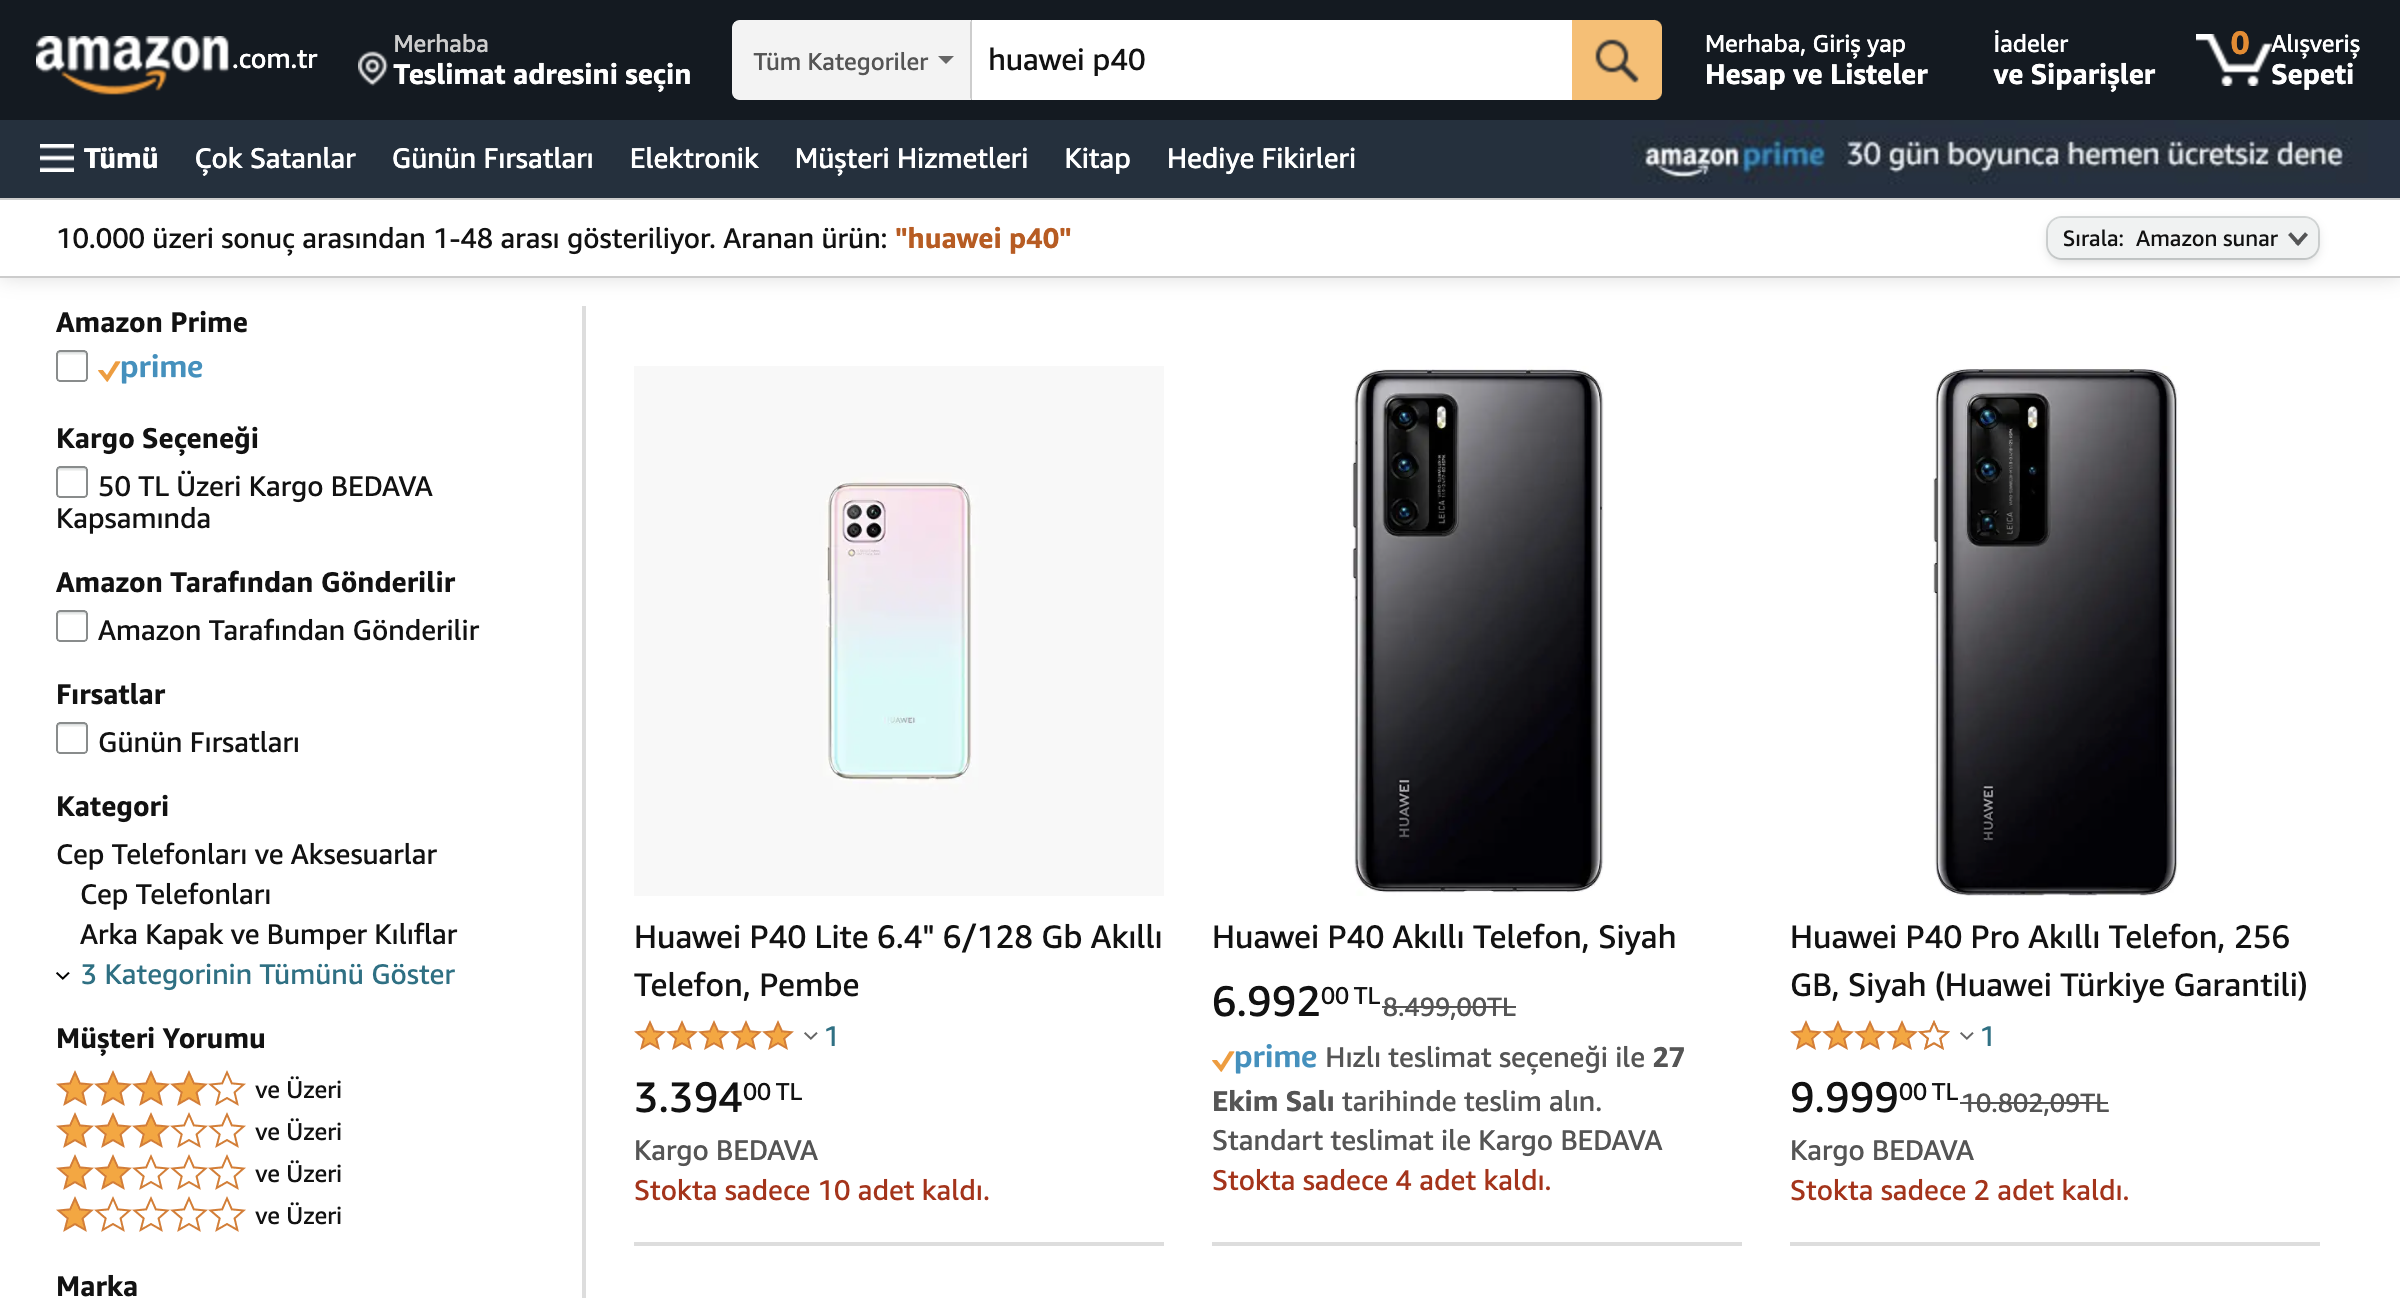 amazon.com.tr
Merhaba
Teslimat adresini seçin
Tüm Kategoriler
huawei p40
Merhaba, Giriş yap
Hesap ve Listeler
İadeler
ve Siparişler
0
Alışveriş
Sepeti
Tümü
Çok Satanlar
Günün Fırsatları
Elektronik
Müşteri Hizmetleri
Kitap
Hediye Fikirleri
amazon prime 30 gün boyunca hemen ücretsiz dene
10.000 üzeri sonuç arasından 1-48 arası gösteriliyor. Aranan ürün: "huawei p40"
Sırala: Amazon sunar
Amazon Prime
prime
Kargo Seçeneği
50 TL Üzeri Kargo BEDAVA
Kapsamında
Amazon Tarafından Gönderilir
Amazon Tarafından Gönderilir
Fırsatlar
Günün Fırsatları
Kategori
Cep Telefonları ve Aksesuarlar
Cep Telefonları
Arka Kapak ve Bumper Kılıflar
3 Kategorinin Tümünü Göster
Müşteri Yorumu
ve Üzeri
ve Üzeri
ve Üzeri
ve Üzeri
Marka
HUAWEI
Huawei P40 Lite 6.4" 6/128 Gb Akıllı
Telefon, Pembe
1
3.39400 TL
Kargo BEDAVA
Stokta sadece 10 adet kaldı.
LEICA
HUAWEI
Huawei P40 Akıllı Telefon, Siyah
6.99200 TL 8.499,00TL
prime Hızlı teslimat seçeneği ile 27
Ekim Salı tarihinde teslim alın.
Standart teslimat ile Kargo BEDAVA
Stokta sadece 4 adet kaldı.
LEICA
HUAWEI
Huawei P40 Pro Akıllı Telefon, 256
GB, Siyah (Huawei Türkiye Garantili)
1
9.99900 TL 10.802,09TL
Kargo BEDAVA
Stokta sadece 2 adet kaldı.